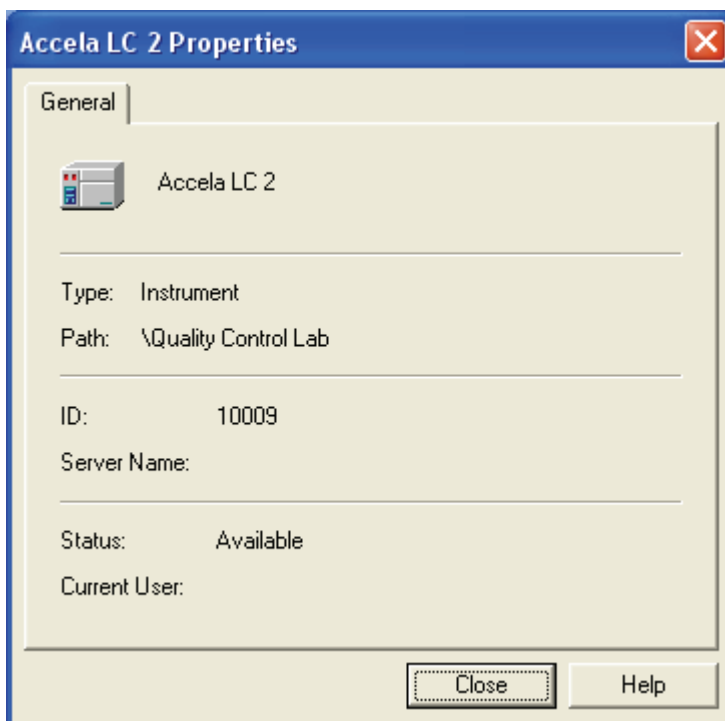 Accela LC 2 Properties
General
Accela LC 2
Type: Instrument
Path: \Quality Control Lab
ID: 10009
Server Name:
Status: Available
Current User:
Close Help